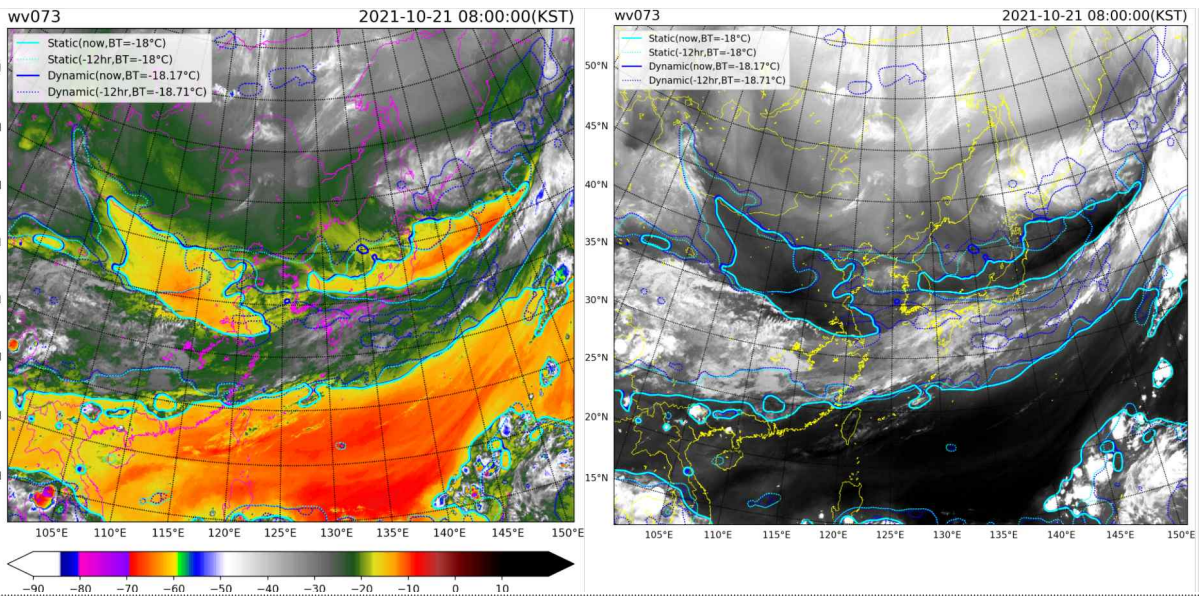 wv073 2021-10-21 08:00:00(KST)
Static(now,BT=-18°C)
Static(-12hr,BT=-18°C)
Dynamic(now,BT=-18.17°C)
Dynamic(-12hr,BT=-18.71°C)
105°E 110°E 115°E 120°E 125°E 130°E 135°E 140°E 145°E 150°E
−90 −80 −70 −60 −50 −40 −30 −20 −10 0 10
wv073 2021-10-21 08:00:00(KST)
Static(now,BT=-18°C)
Static(-12hr,BT=-18°C)
Dynamic(now,BT=-18.17°C)
Dynamic(-12hr,BT=-18.71°C)
50°N
45°N
40°N
35°N
30°N
25°N
20°N
15°N
105°E 110°E 115°E 120°E 125°E 130°E 135°E 140°E 145°E 150°E